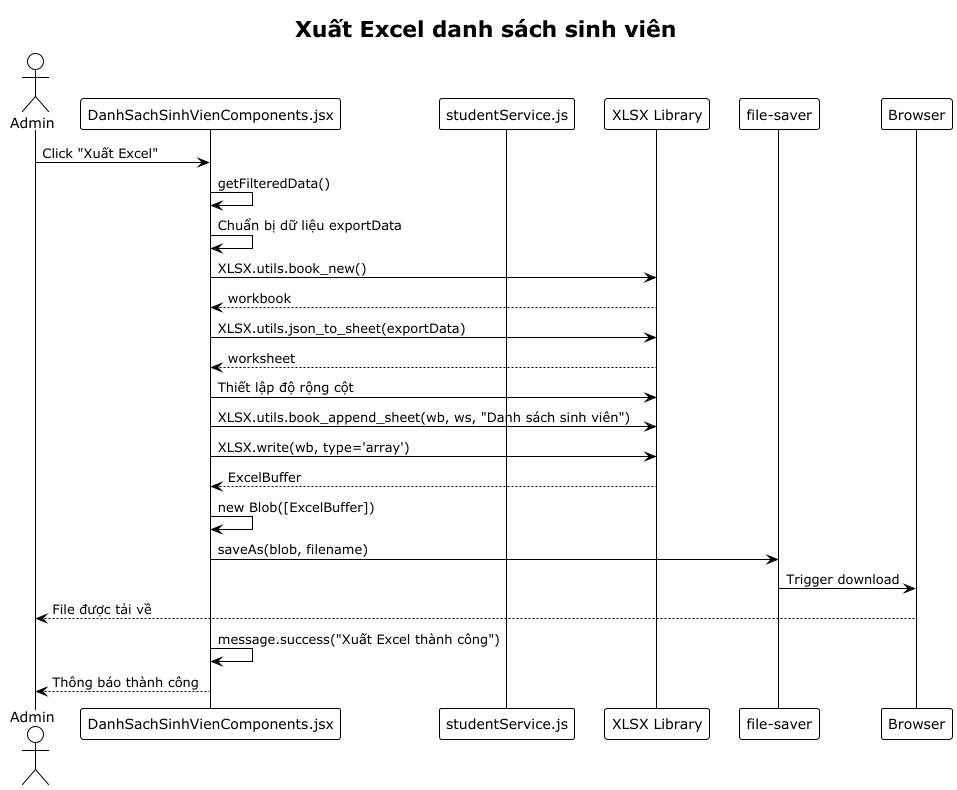 Xuất Excel danh sách sinh viên
Admin
DanhSachSinhVienComponents.jsx
studentService.js
XLSX Library
file-saver
Browser
Click "Xuất Excel"
getFilteredData()
Chuẩn bị dữ liệu exportData
XLSX.utils.book_new()
workbook
XLSX.utils.json_to_sheet(exportData)
worksheet
Thiết lập độ rộng cột
XLSX.utils.book_append_sheet(wb, ws, "Danh sách sinh viên")
XLSX.write(wb, type='array')
ExcelBuffer
new Blob([ExcelBuffer])
saveAs(blob, filename)
Trigger download
File được tải về
message.success("Xuất Excel thành công")
Thông báo thành công
Admin
DanhSachSinhVienComponents.jsx
studentService.js
XLSX Library
file-saver
Browser